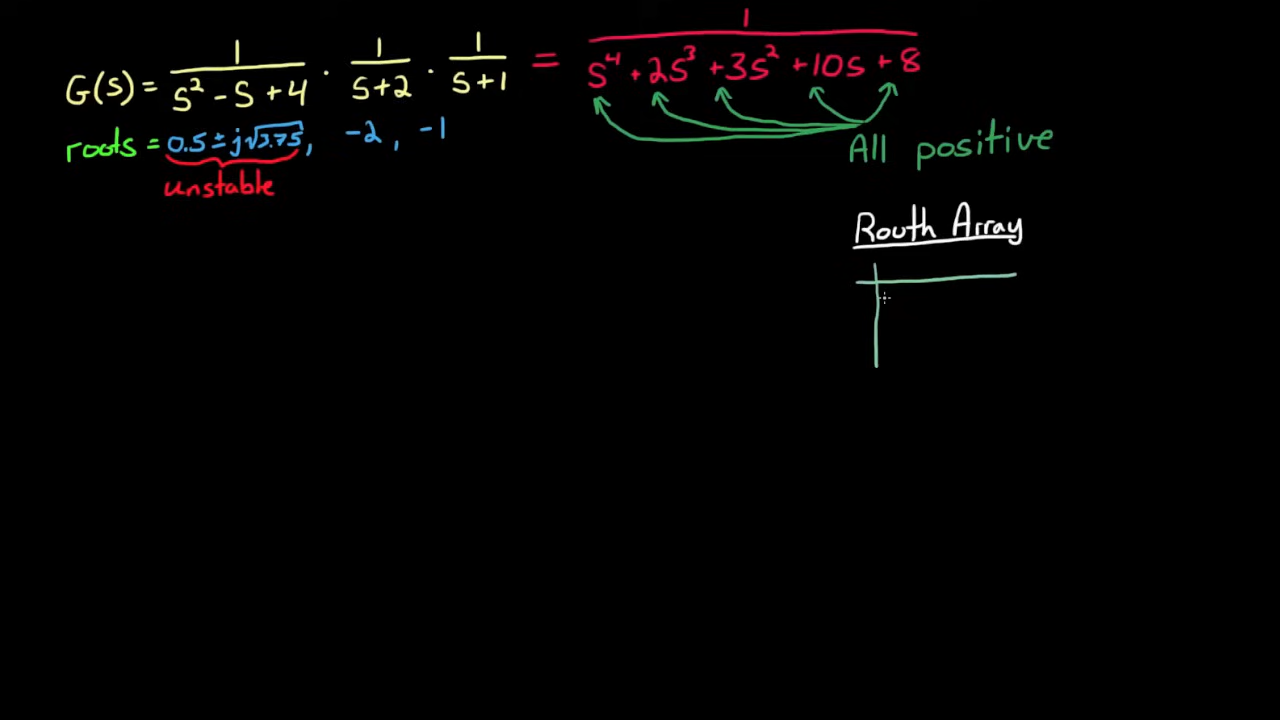 G(s) = 1/(s² - s + 4) · 1/(s+2) · 1/(s+1) = 1/(s⁴ + 2s³ + 3s² + 10s + 8)
roots = 0.5 ± j√3.75, -2, -1
All positive
unstable
Routh Array